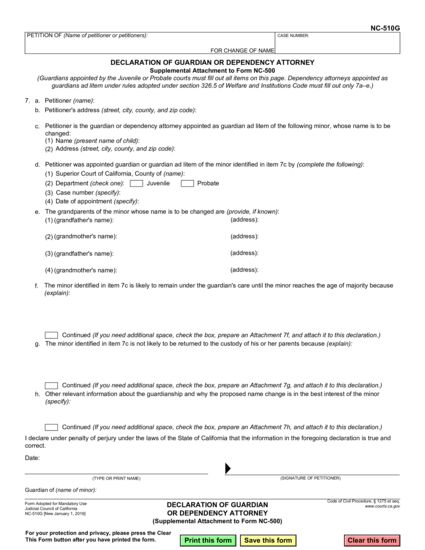 NC-510G
PETITION OF (Name of petitioner or petitioners):
CASE NUMBER:
FOR CHANGE OF NAME
DECLARATION OF GUARDIAN OR DEPENDENCY ATTORNEY
Supplemental Attachment to Form NC-500
(Guardians appointed by the Juvenile or Probate courts must fill out all items on this page. Dependency attorneys appointed as
guardians ad litem under rules adopted under section 326.5 of Welfare and Institutions Code must fill out only 7a–e.)
7. a. Petitioner (name):
b. Petitioner's address (street, city, county, and zip code):
c. Petitioner is the guardian or dependency attorney appointed as guardian ad litem of the following minor, whose name is to be
changed:
(1) Name (present name of child):
(2) Address (street, city, county, and zip code):
d. Petitioner was appointed guardian or guardian ad litem of the minor identified in item 7c by (complete the following):
(1) Superior Court of California, County of (name):
(2) Department (check one): Juvenile Probate
(3) Case number (specify):
(4) Date of appointment (specify):
e. The grandparents of the minor whose name is to be changed are (provide, if known):
(1) (grandfather's name): (address):
(2) (grandmother's name): (address):
(3) (grandfather's name): (address):
(4) (grandmother's name): (address):
f. The minor identified in item 7c is likely to remain under the guardian's care until the minor reaches the age of majority because
(explain):
Continued (If you need additional space, check the box, prepare an Attachment 7f, and attach it to this declaration.)
g. The minor identified in item 7c is not likely to be returned to the custody of his or her parents because (explain):
Continued (If you need additional space, check the box, prepare an Attachment 7g, and attach it to this declaration.)
h. Other relevant information about the guardianship and why the proposed name change is in the best interest of the minor
(specify):
Continued (If you need additional space, check the box, prepare an Attachment 7h, and attach it to this declaration.)
I declare under penalty of perjury under the laws of the State of California that the information in the foregoing declaration is true and
correct.
Date:
(TYPE OR PRINT NAME) (SIGNATURE OF PETITIONER)
Guardian of (name of minor):
Form Adopted for Mandatory Use
Judicial Council of California
NC-510G [New January 1, 2019]
DECLARATION OF GUARDIAN
OR DEPENDENCY ATTORNEY
(Supplemental Attachment to Form NC-500)
Code of Civil Procedure, § 1275 et seq.
www.courts.ca.gov
For your protection and privacy, please press the Clear
This Form button after you have printed the form.
Print this form Save this form Clear this form